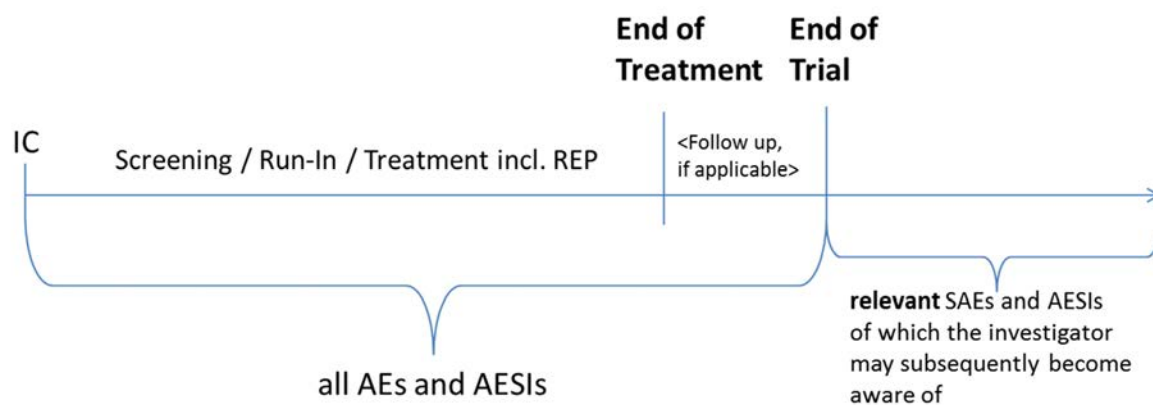 End of
Treatment
End of
Trial
IC
Screening / Run-In / Treatment incl. REP
<Follow up,
if applicable>
all AEs and AESIs
relevant SAEs and AESIs
of which the investigator
may subsequently become
aware of